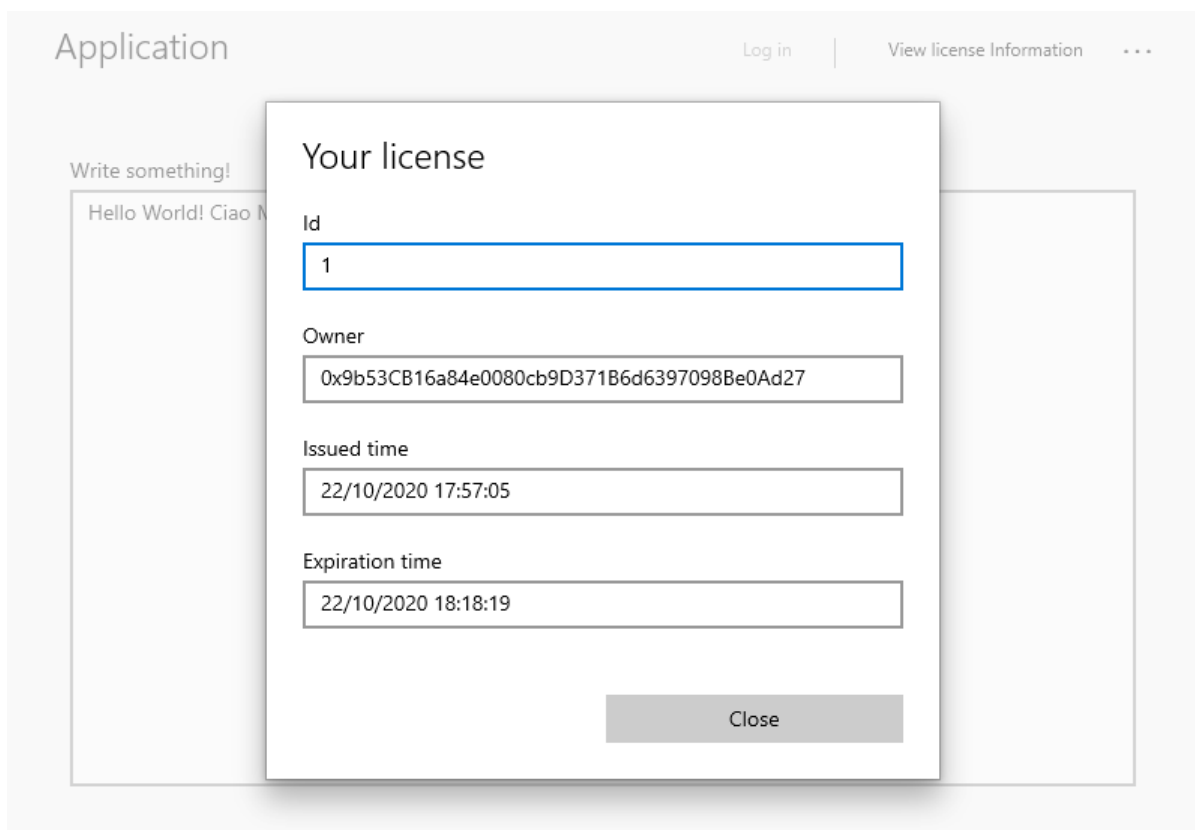 Application
Log in
View license Information
Write something!
Hello World! Ciao
Your license
Id
1
Owner
0x9b53CB16a84e0080cb9D371B6d6397098Be0Ad27
Issued time
22/10/2020 17:57:05
Expiration time
22/10/2020 18:18:19
Close